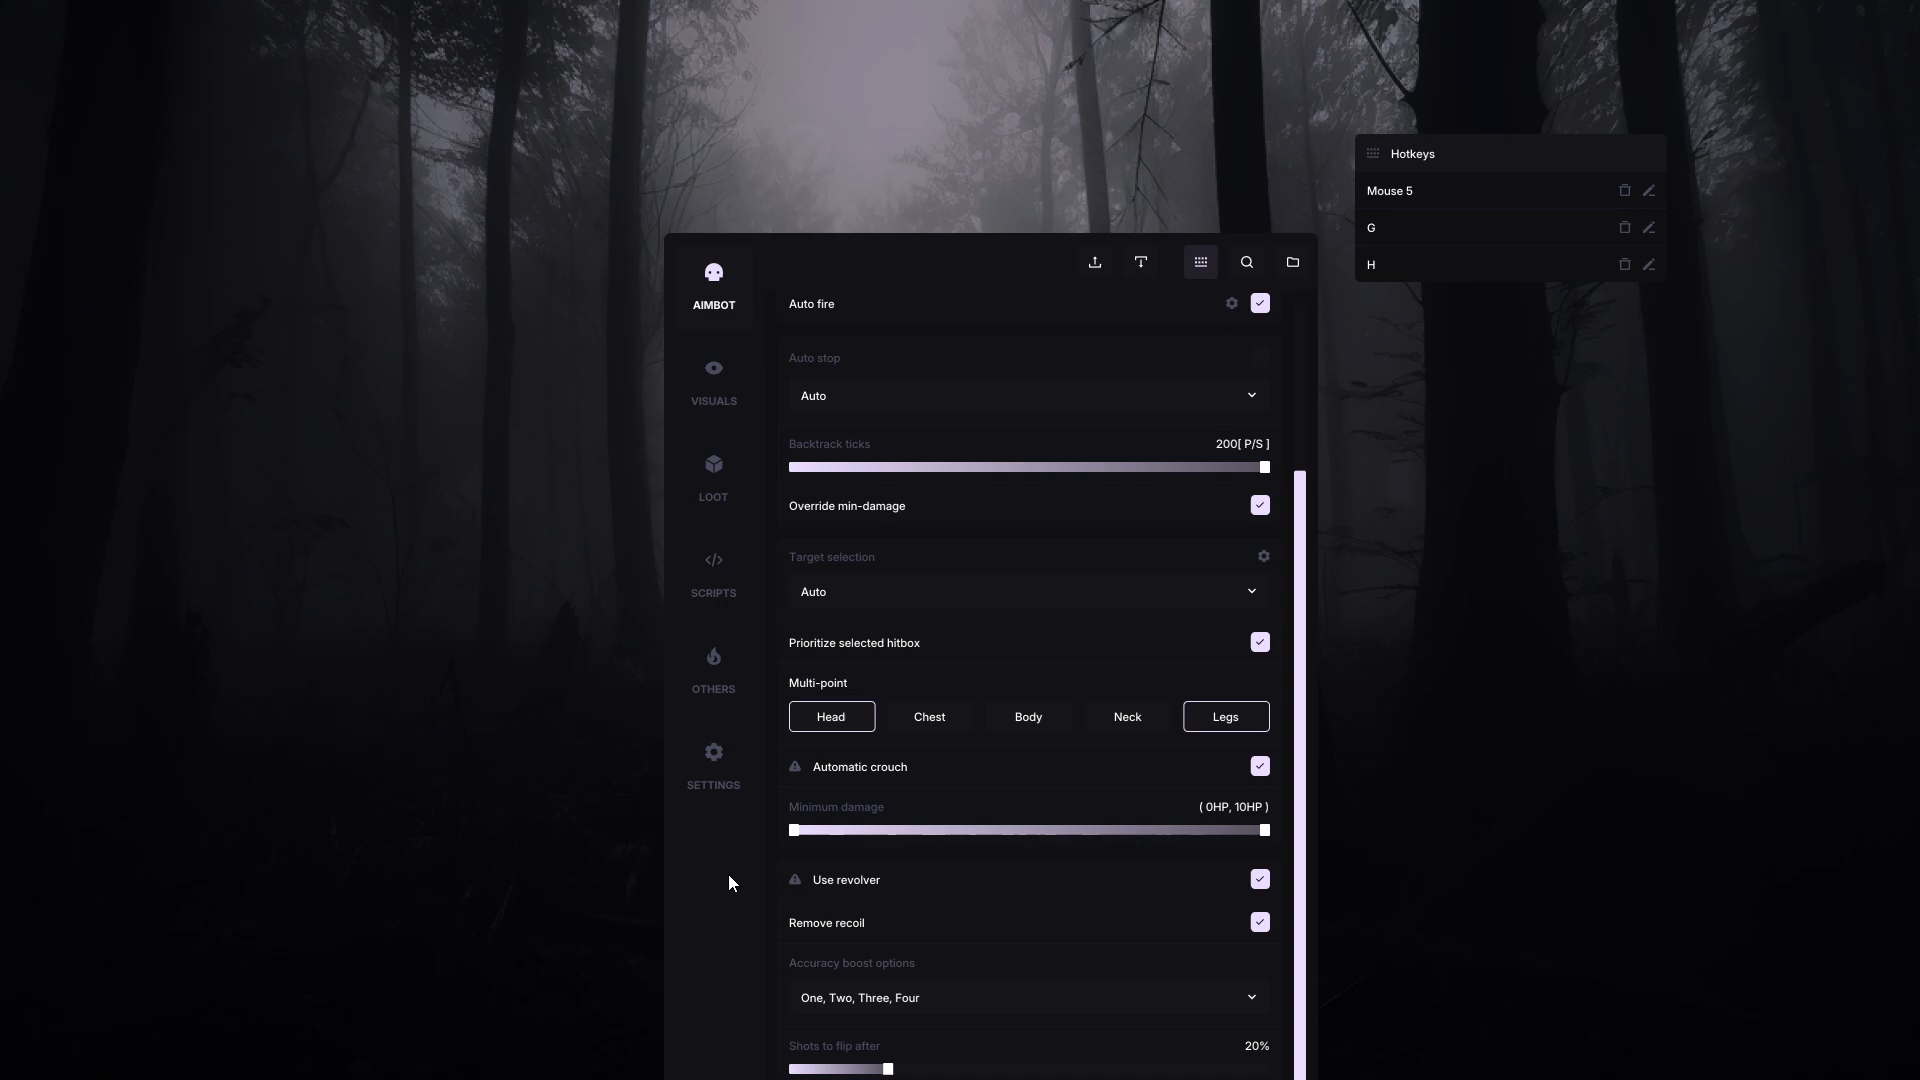 Hotkeys
Mouse 5
G
H
AIMBOT
VISUALS
LOOT
SCRIPTS
OTHERS
SETTINGS
Auto fire
Auto stop
Auto
Backtrack ticks 200[ P/S ]
Override min-damage
Target selection
Auto
Prioritize selected hitbox
Multi-point
Head Chest Body Neck Legs
Automatic crouch
Minimum damage ( 0HP, 10HP )
Use revolver
Remove recoil
Accuracy boost options
One, Two, Three, Four
Shots to flip after 20%